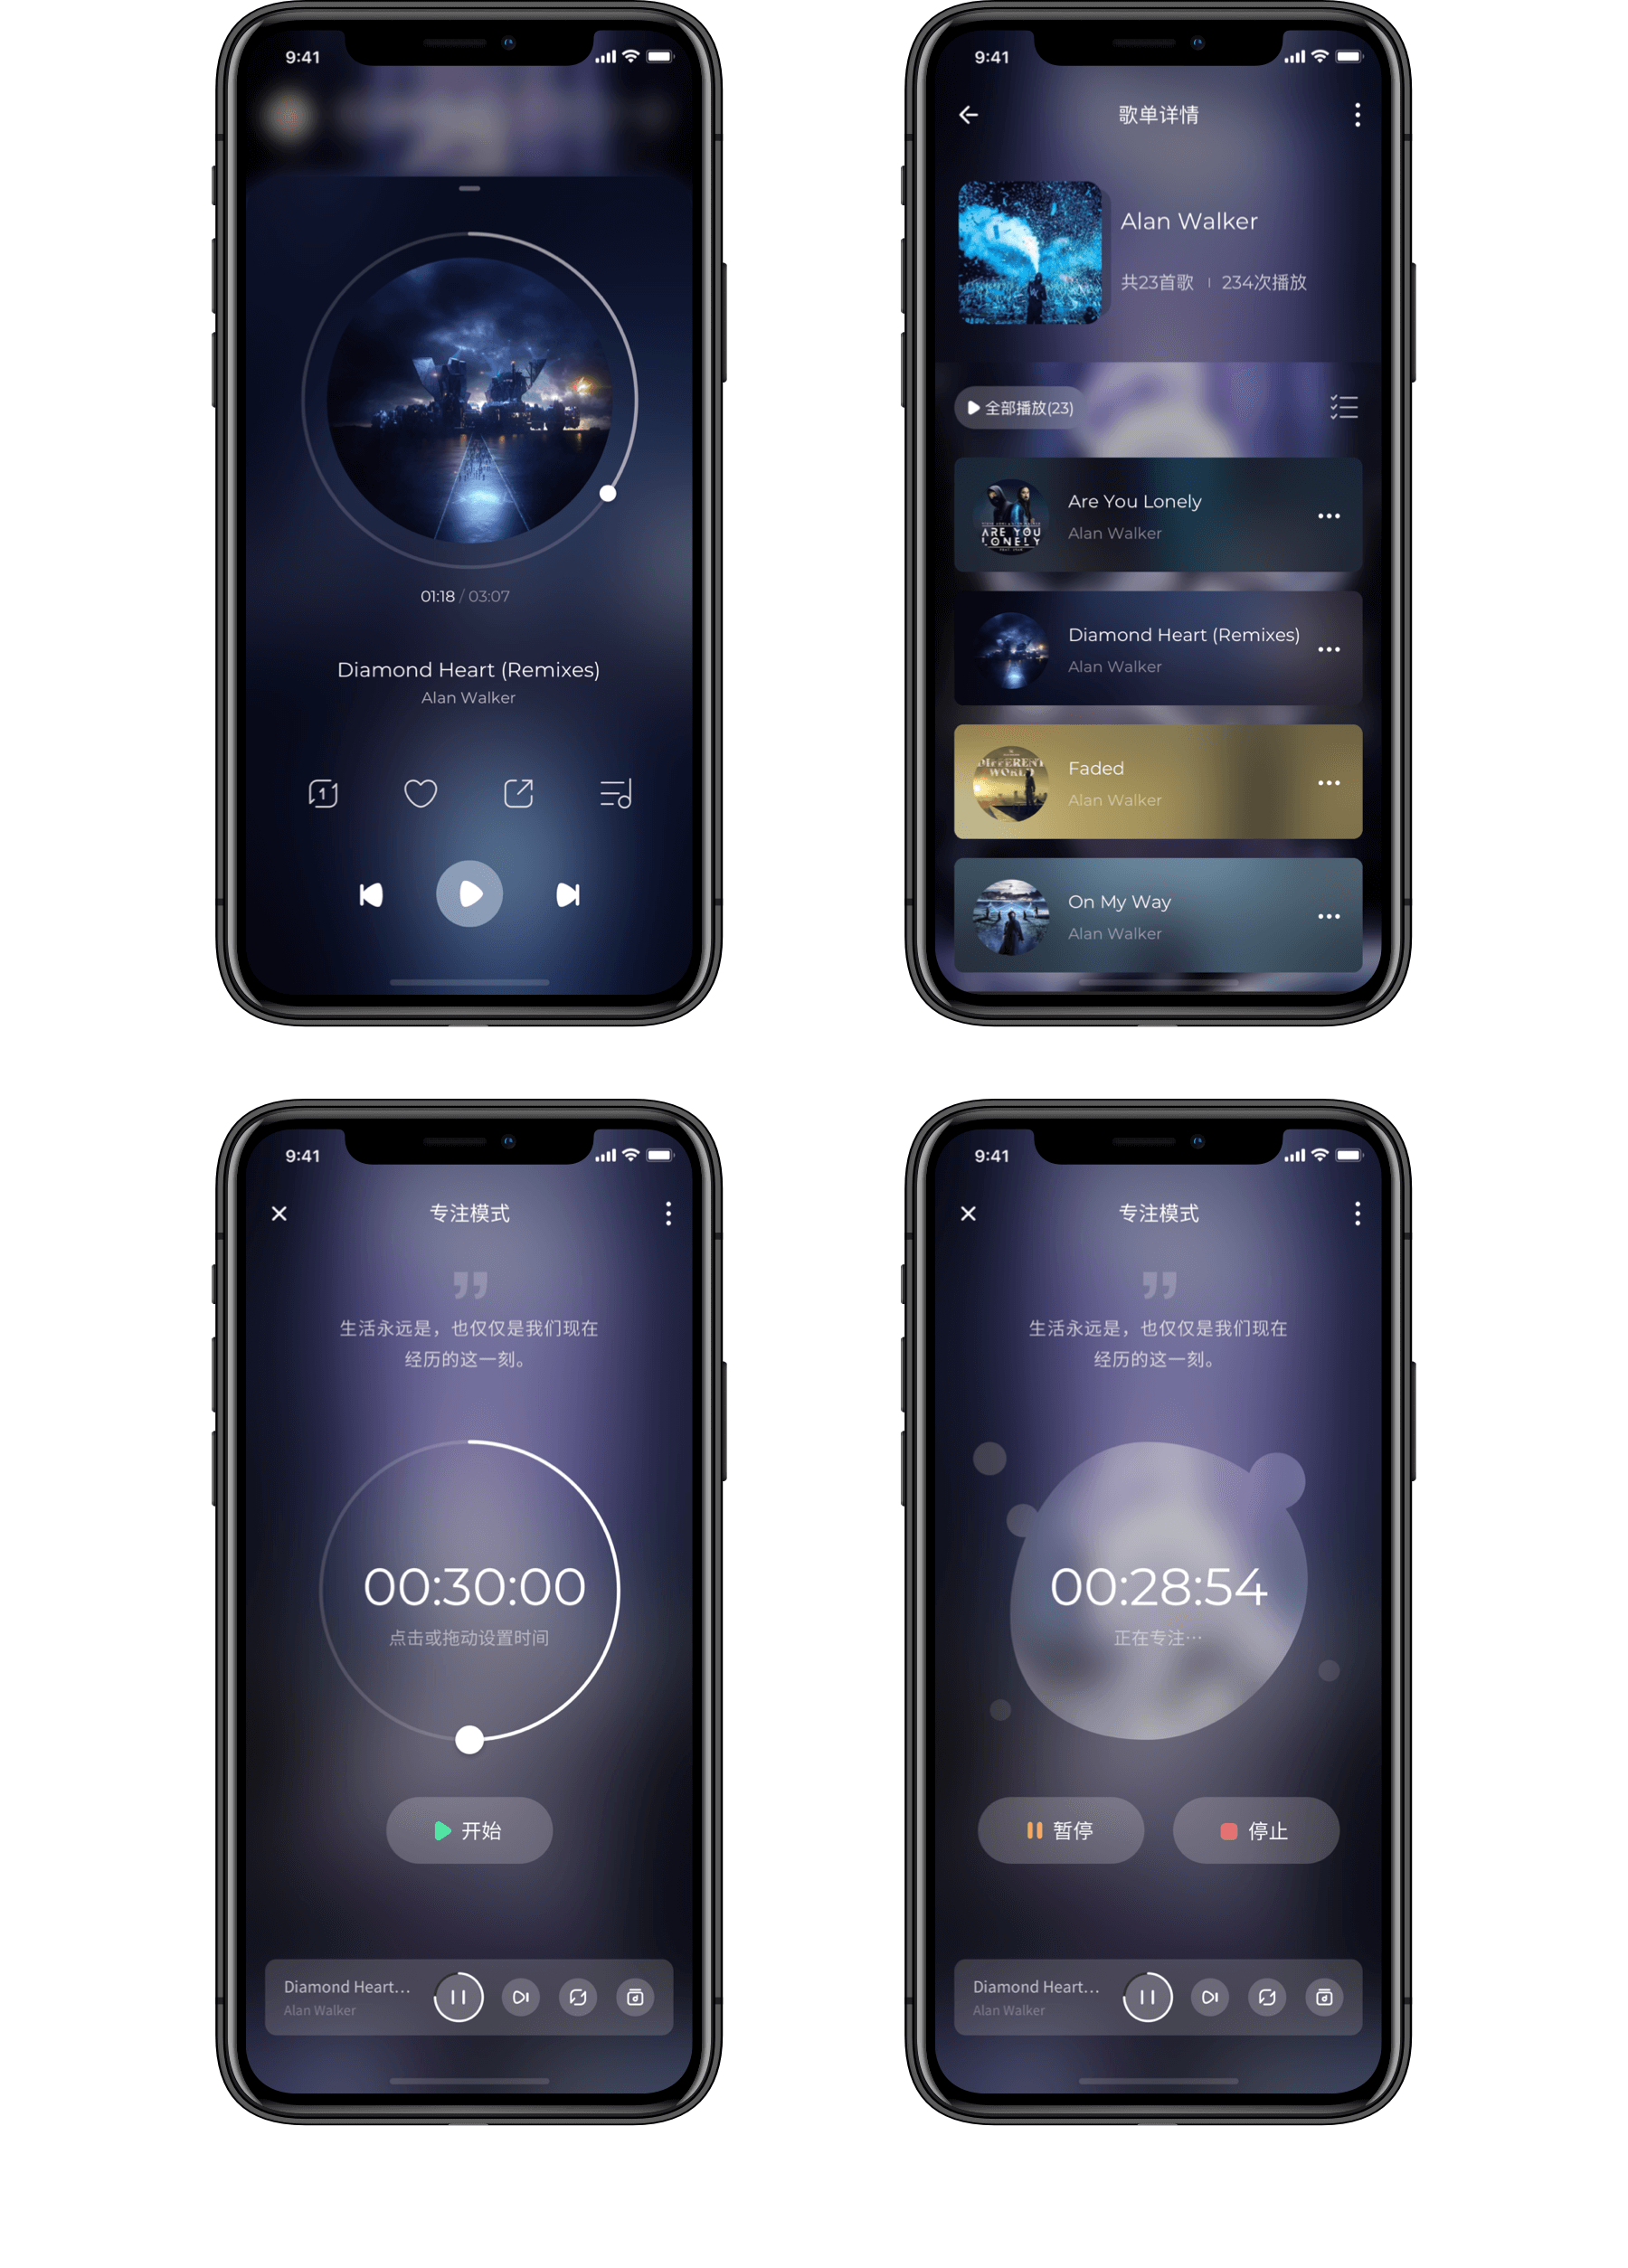 9:41
01:18 / 03:07
Diamond Heart (Remixes)
Alan Walker
1
9:41
歌单详情
Alan Walker
共23首歌 | 234次播放
全部播放(23)
ARE YOU
LONELY
Are You Lonely
Alan Walker
Diamond Heart (Remixes)
Alan Walker
DIFFERENT
WORLD
Faded
Alan Walker
On My Way
Alan Walker
9:41
专注模式
生活永远是，也仅仅是我们现在
经历的这一刻。
00:30:00
点击或拖动设置时间
开始
Diamond Heart...
Alan Walker
9:41
专注模式
生活永远是，也仅仅是我们现在
经历的这一刻。
00:28:54
正在专注···
暂停
停止
Diamond Heart...
Alan Walker